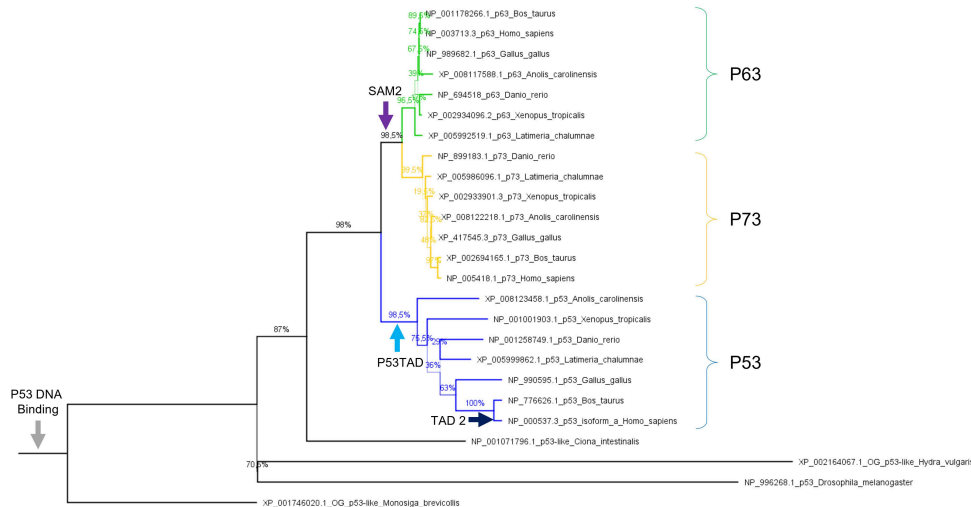 89,5%
NP_001178266.1_p63_Bos_taurus
74,5%
NP_003713.3_p63_Homo_sapiens
67,5%
NP_989682.1_p63_Gallus_gallus
P63
39%
XP_008117588.1_p63_Anolis_carolinensis
SAM2
96,5%
NP_694518_p63_Danio_rerio
XP_002934096.2_p63_Xenopus_tropicalis
98,5%
XP_005992519.1_p63_Latimeria_chalumnae
NP_899183.1_p73_Danio_rerio
99,5%
XP_005986096.1_p73_Latimeria_chalumnae
XP_002933901.3_p73_Xenopus_tropicalis
XP_008122218.1_p73_Anolis_carolinensis
P73
98%
XP_417545.3_p73_Gallus_gallus
XP_002694165.1_p73_Bos_taurus
NP_005418.1_p73_Homo_sapiens
XP_008123458.1_p53_Anolis_carolinensis
98,5%
NP_001001903.1_p53_Xenopus_tropicalis
87%
75,5%
29%
NP_001258749.1_p53_Danio_rerio
P53TAD
XP_005999862.1_p53_Latimeria_chalumnae
P53
36%
NP_990595.1_p53_Gallus_gallus
63%
P53 DNA
Binding
100%
NP_776626.1_p53_Bos_taurus
TAD 2
NP_000537.3_p53_isoform_a_Homo_sapiens
NP_001071796.1_p53-like_Ciona_intestinalis
70,5%
XP_002164067.1_OG_p53-like_Hydra_vulgaris
NP_996268.1_p53_Drosophila_melanogaster
XP_001746020.1_OG_p53-like_Monosiga_brevicollis